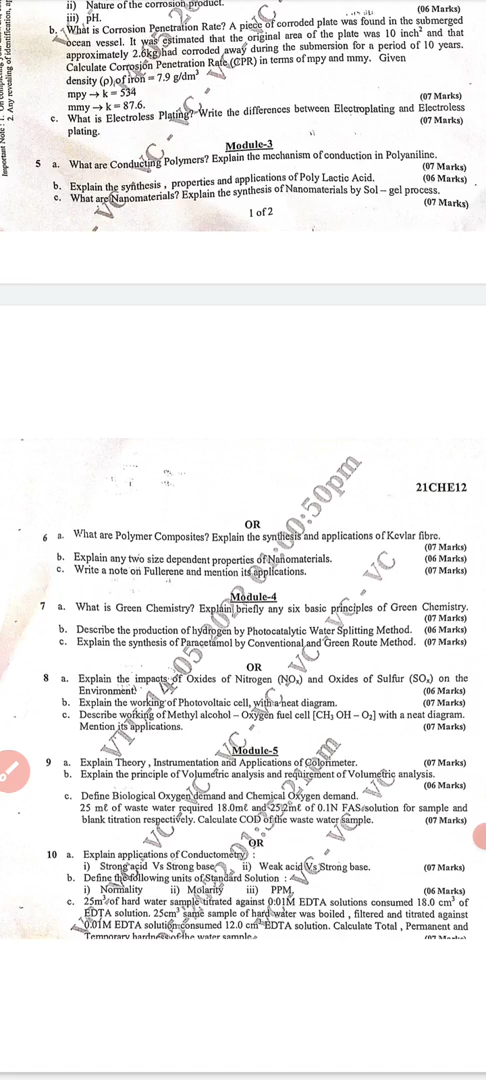 ii) Nature of the corrosion product.
iii) pH.
(06 Marks)
b. What is Corrosion Penetration Rate? A piece of corroded plate was found in the submerged
ocean vessel. It was estimated that the original area of the plate was 10 inch² and that
approximately 2.6kg had corroded away during the submersion for a period of 10 years.
Calculate Corrosion Penetration Rate (CPR) in terms of mpy and mmy. Given
density (ρ) of iron = 7.9 g/dm³
mpy → k = 534
mmy → k = 87.6.
(07 Marks)
c. What is Electroless Plating? Write the differences between Electroplating and Electroless
plating.
(07 Marks)
Module-3
5 a. What are Conducting Polymers? Explain the mechanism of conduction in Polyaniline.
(07 Marks)
b. Explain the synthesis , properties and applications of Poly Lactic Acid. (06 Marks)
c. What are Nanomaterials? Explain the synthesis of Nanomaterials by Sol – gel process.
(07 Marks)
1 of 2
21CHE12
OR
6 a. What are Polymer Composites? Explain the synthesis and applications of Kevlar fibre.
(07 Marks)
b. Explain any two size dependent properties of Nanomaterials. (06 Marks)
c. Write a note on Fullerene and mention its applications. (07 Marks)
Module-4
7 a. What is Green Chemistry? Explain briefly any six basic principles of Green Chemistry.
(07 Marks)
b. Describe the production of hydrogen by Photocatalytic Water Splitting Method. (06 Marks)
c. Explain the synthesis of Paracetamol by Conventional and Green Route Method. (07 Marks)
OR
8 a. Explain the impacts of Oxides of Nitrogen (NOₓ) and Oxides of Sulfur (SOₓ) on the
Environment. (06 Marks)
b. Explain the working of Photovoltaic cell, with a neat diagram. (07 Marks)
c. Describe working of Methyl alcohol – Oxygen fuel cell [CH₃ OH – O₂] with a neat diagram.
Mention its applications. (07 Marks)
Module-5
9 a. Explain Theory , Instrumentation and Applications of Colorimeter. (07 Marks)
b. Explain the principle of Volumetric analysis and requirement of Volumetric analysis.
(06 Marks)
c. Define Biological Oxygen demand and Chemical Oxygen demand.
25 mℓ of waste water required 18.0mℓ and 25.2mℓ of 0.1N FAS solution for sample and
blank titration respectively. Calculate COD of the waste water sample. (07 Marks)
OR
10 a. Explain applications of Conductometry :
i) Strong acid Vs Strong base ii) Weak acid Vs Strong base. (07 Marks)
b. Define the following units of Standard Solution :
i) Normality ii) Molarity iii) PPM. (06 Marks)
c. 25m³ of hard water sample titrated against 0.01M EDTA solutions consumed 18.0 cm³ of
EDTA solution. 25cm³ same sample of hard water was boiled , filtered and titrated against
0.01M EDTA solution consumed 12.0 cm³ EDTA solution. Calculate Total , Permanent and
Temporary hardness of the water sample.